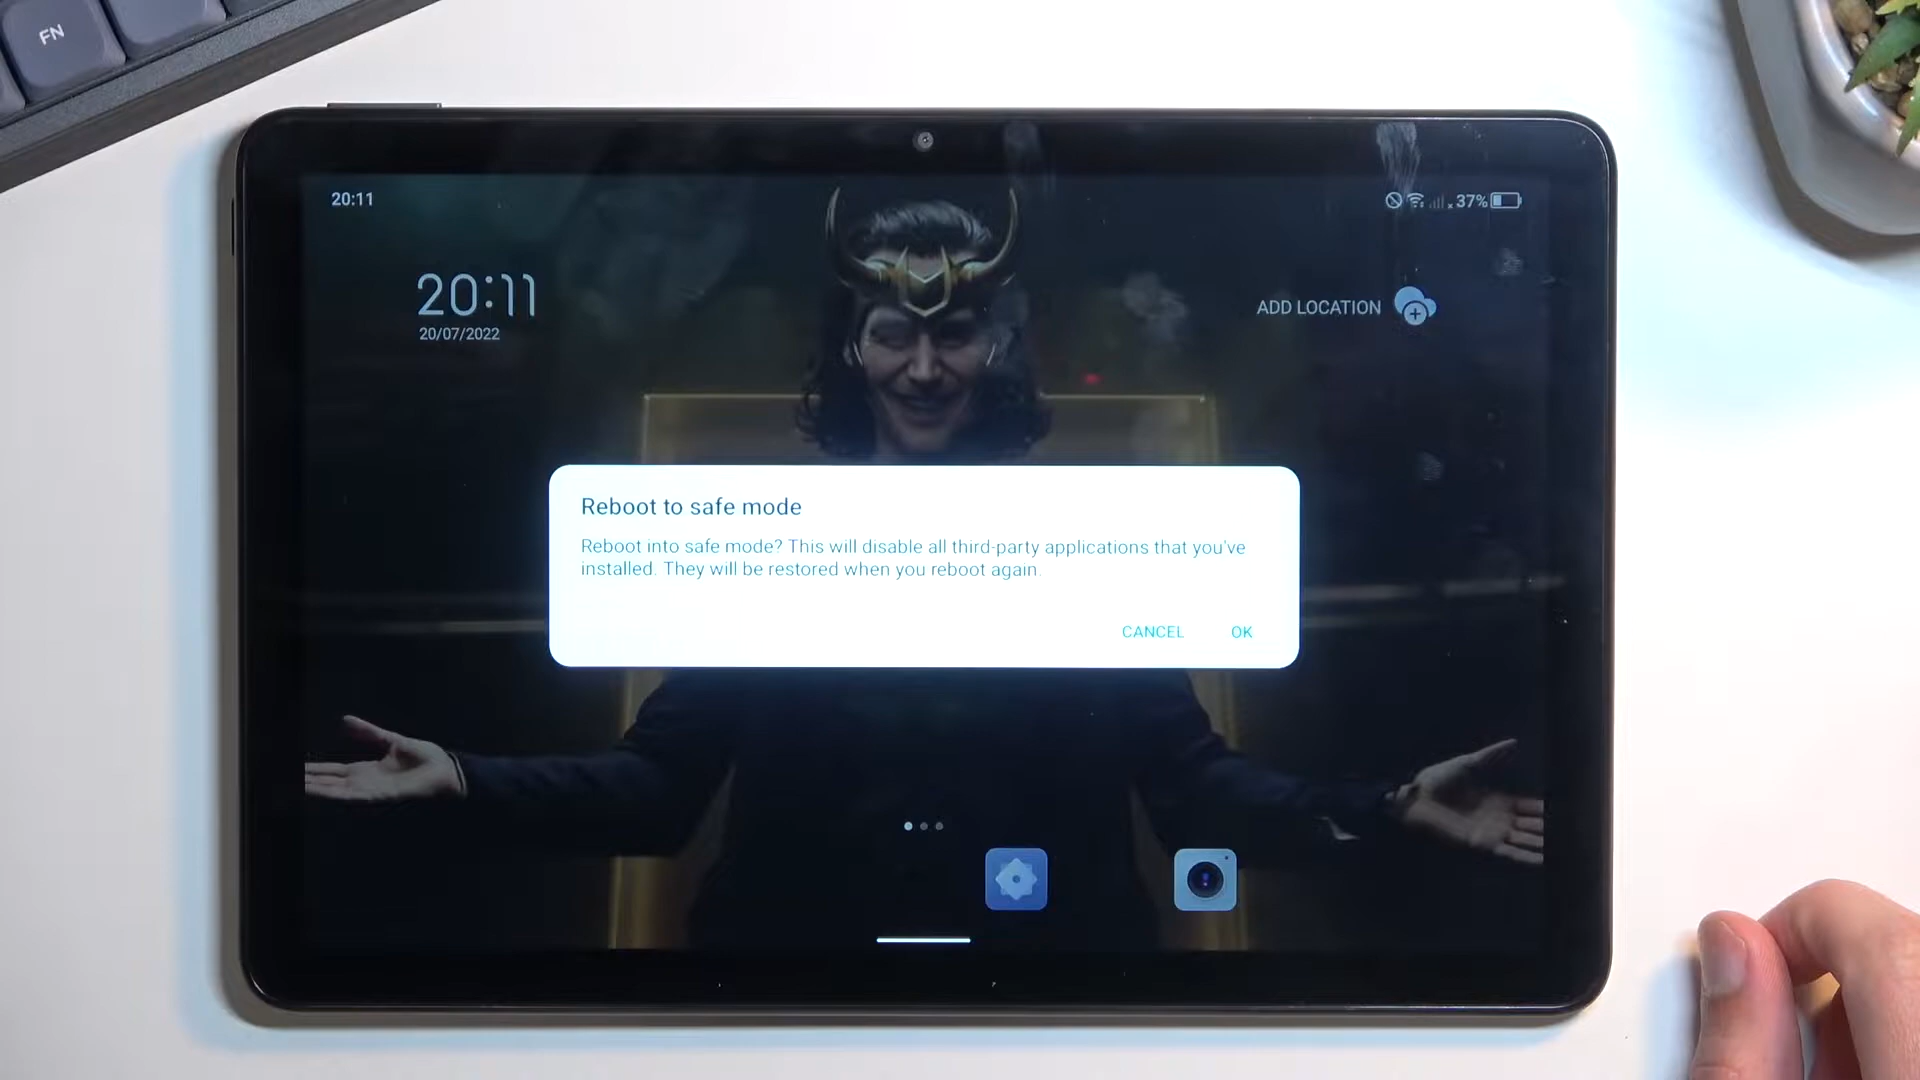 FN
20:11
37%
20:11
20/07/2022
ADD LOCATION
Reboot to safe mode
Reboot into safe mode? This will disable all third-party applications that you've
installed. They will be restored when you reboot again.
CANCEL
OK